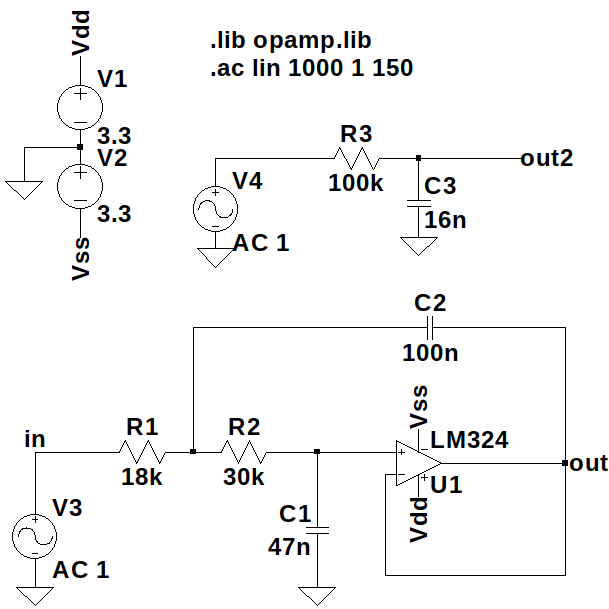 Vdd
.lib opamp.lib
.ac lin 1000 1 150
V1
3.3
V2
3.3
Vss
R3
100k
out2
V4
AC 1
C3
16n
C2
100n
in
R1
18k
R2
30k
Vss
LM324
U1
Vdd
out
V3
AC 1
C1
47n